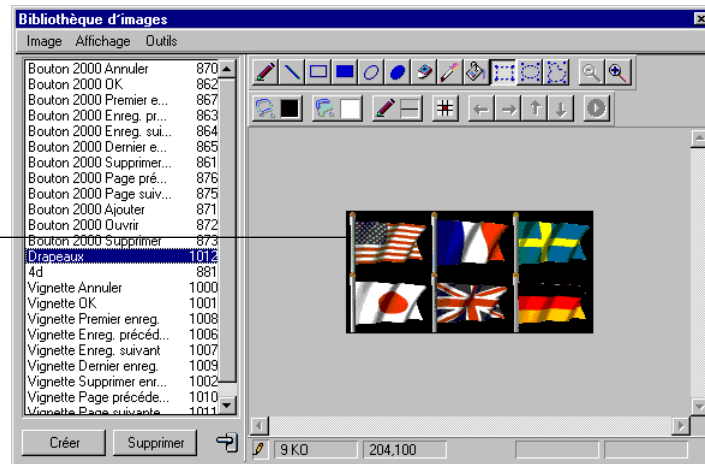 Bibliothèque d'images
Image Affichage Outils
Bouton 2000 Annuler 870
Bouton 2000 OK 862
Bouton 2000 Premier e... 867
Bouton 2000 Enreg. pr... 863
Bouton 2000 Enreg. sui... 864
Bouton 2000 Dernier e... 865
Bouton 2000 Supprimer... 861
Bouton 2000 Page pré... 876
Bouton 2000 Page suiv... 875
Bouton 2000 Ajouter 871
Bouton 2000 Ouvrir 872
Bouton 2000 Supprimer 873
Drapeaux 1012
4d 881
Vignette Annuler 1000
Vignette OK 1001
Vignette Premier enreg. 1008
Vignette Enreg. précéd... 1006
Vignette Enreg. suivant 1007
Vignette Dernier enreg. 1009
Vignette Supprimer enr... 1002
Vignette Page précéde... 1010
Vignette Page suivante 1011
Créer Supprimer
9 KO 204,100